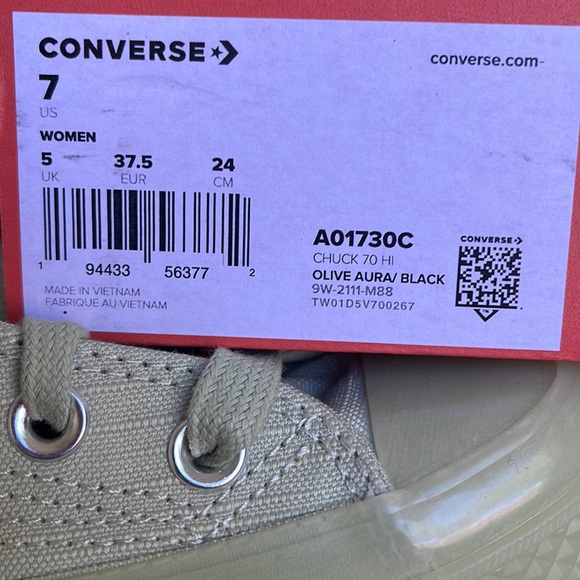 CONVERSE
converse.com-
7
US
WOMEN
5 37.5 24
UK EUR CM
1 94433 56377 2
MADE IN VIETNAM
FABRIQUE AU VIETNAM
A01730C
CHUCK 70 HI
OLIVE AURA/ BLACK
9W-2111-M88
TW01D5V700267
CONVERSE